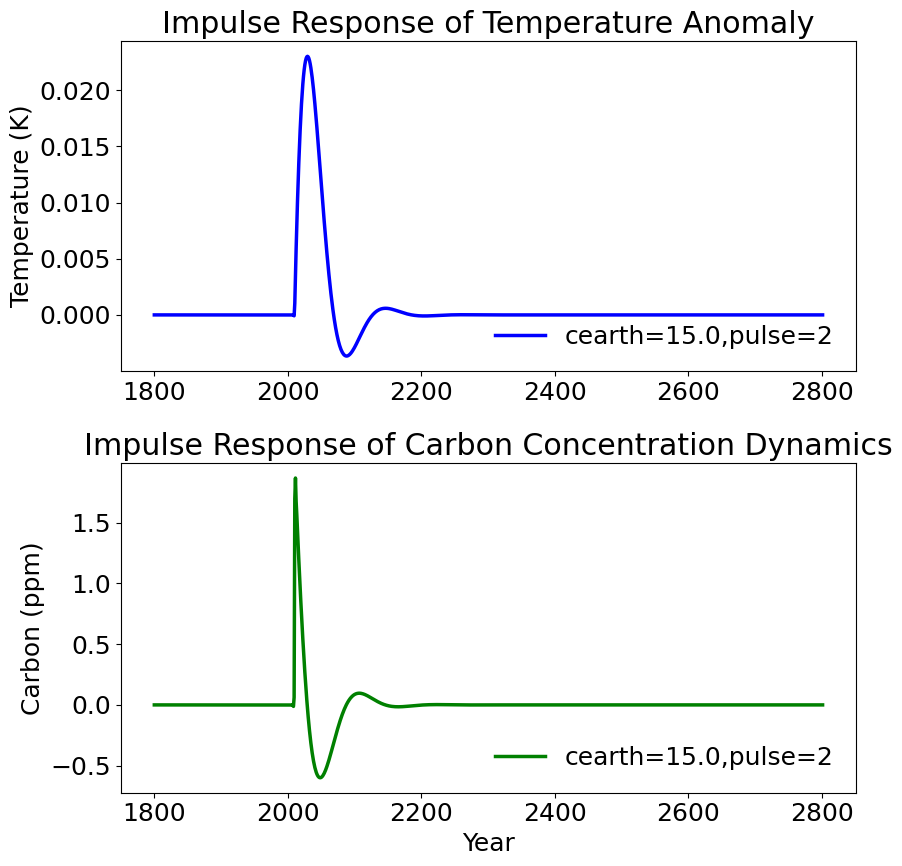 Impulse Response of Temperature Anomaly
Temperature (K)
0.020
0.015
0.010
0.005
0.000
cearth=15.0,pulse=2
1800 2000 2200 2400 2600 2800
Impulse Response of Carbon Concentration Dynamics
Carbon (ppm)
1.5
1.0
0.5
0.0
−0.5
cearth=15.0,pulse=2
1800 2000 2200 2400 2600 2800
Year